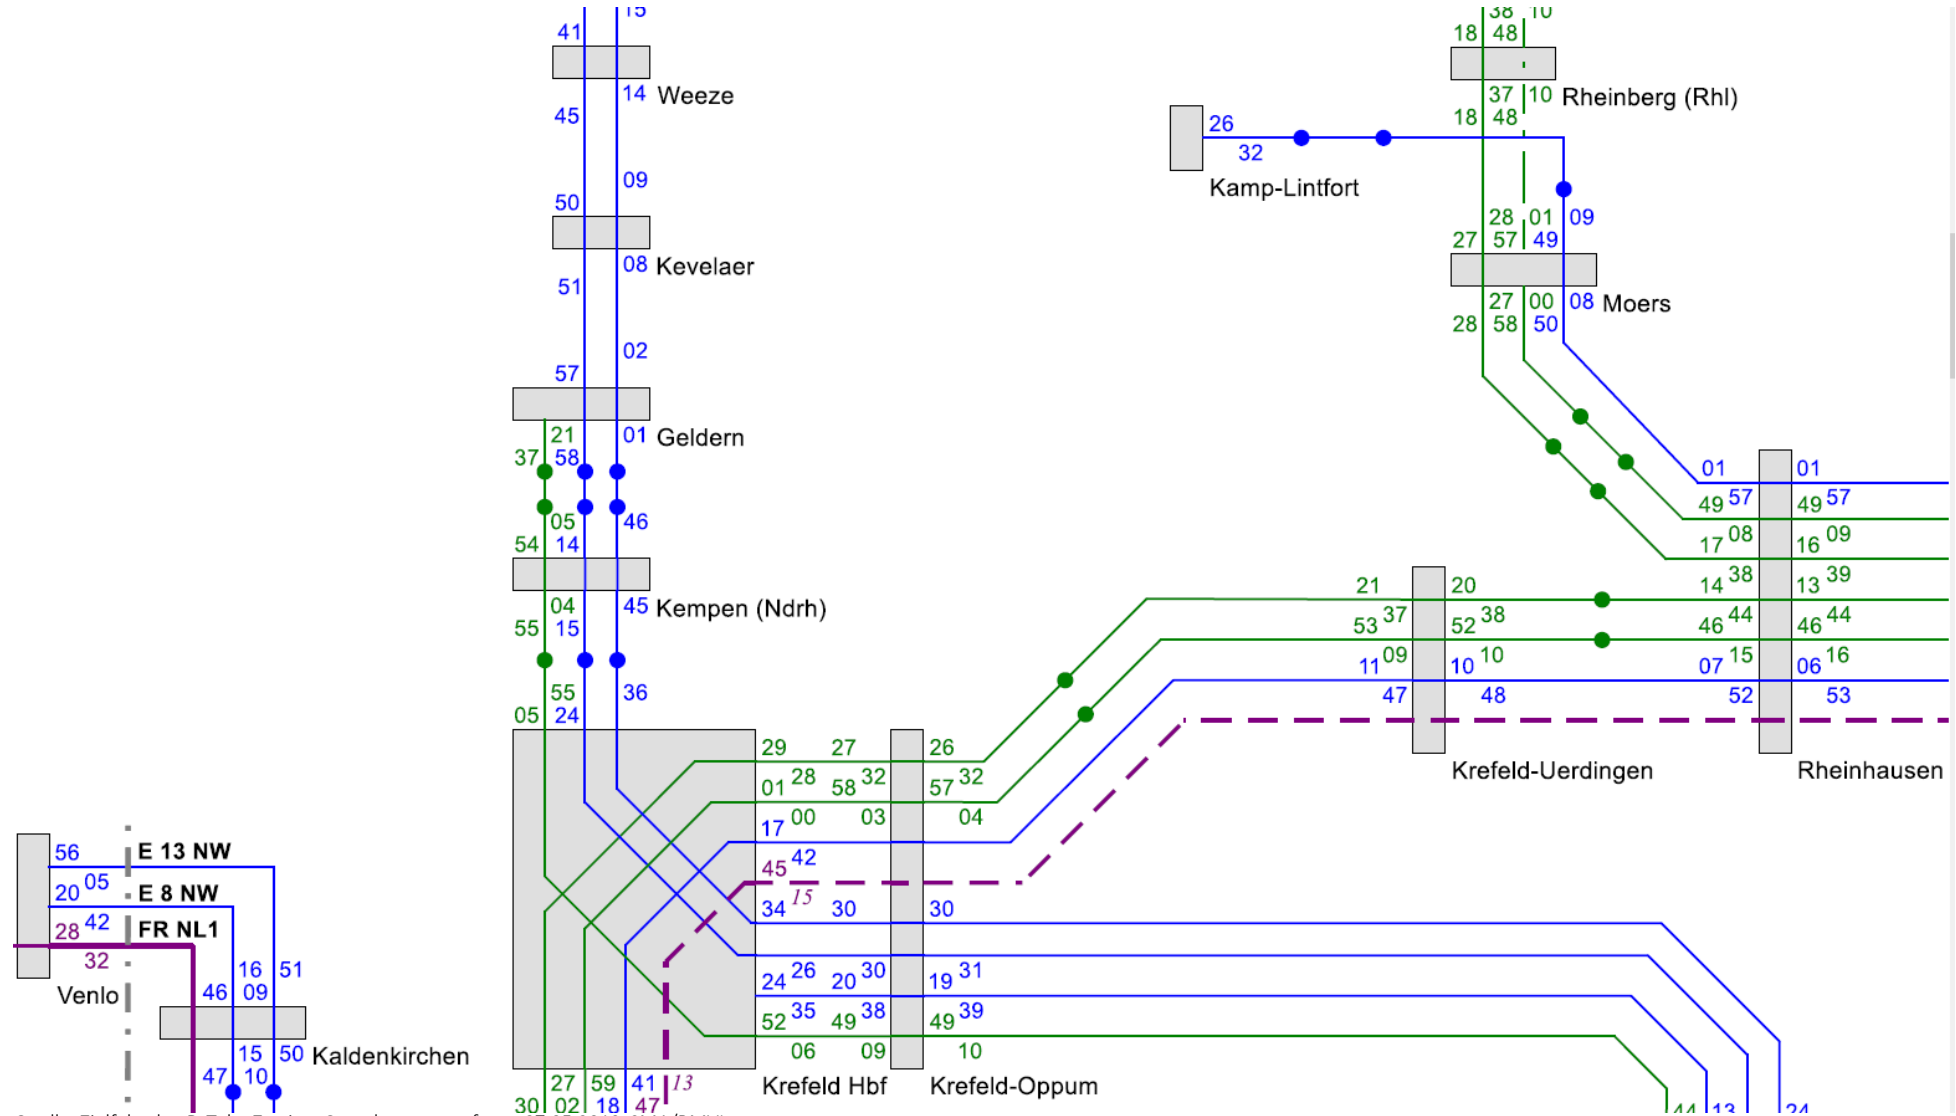 15
41
Weeze
14
45
09
50
Kevelaer
08
51
02
57
Geldern
21
01
37 58
05 46
54 14
Kempen (Ndrh)
04 45
55 15
55 36
05 24
38 10
18 48
Rheinberg (Rhl)
37 10
18 48
26
32
Kamp-Lintfort
28 01 09
27 57 49
Moers
27 00 08
28 58 50
01 01
57 57
49 49
08 09
17 16
38 39
14 13
44 44
46 46
15 16
07 06
52 53
Rheinhausen
21 20
37 38
53 52
09 10
11 10
47 48
Krefeld-Uerdingen
29 27 26
28 32 32
01 58 57
00 03 04
17
42
45
15
34 30 30
26 30 31
24 20 19
35 38 39
52 49 49
06 09 10
Krefeld Hbf
Krefeld-Oppum
27 59 41 13
30 02 18 47
44 13 24
56 E 13 NW
05
20 E 8 NW
42
28 FR NL1
32
Venlo
16 51
46 09
Kaldenkirchen
15 50
47 10